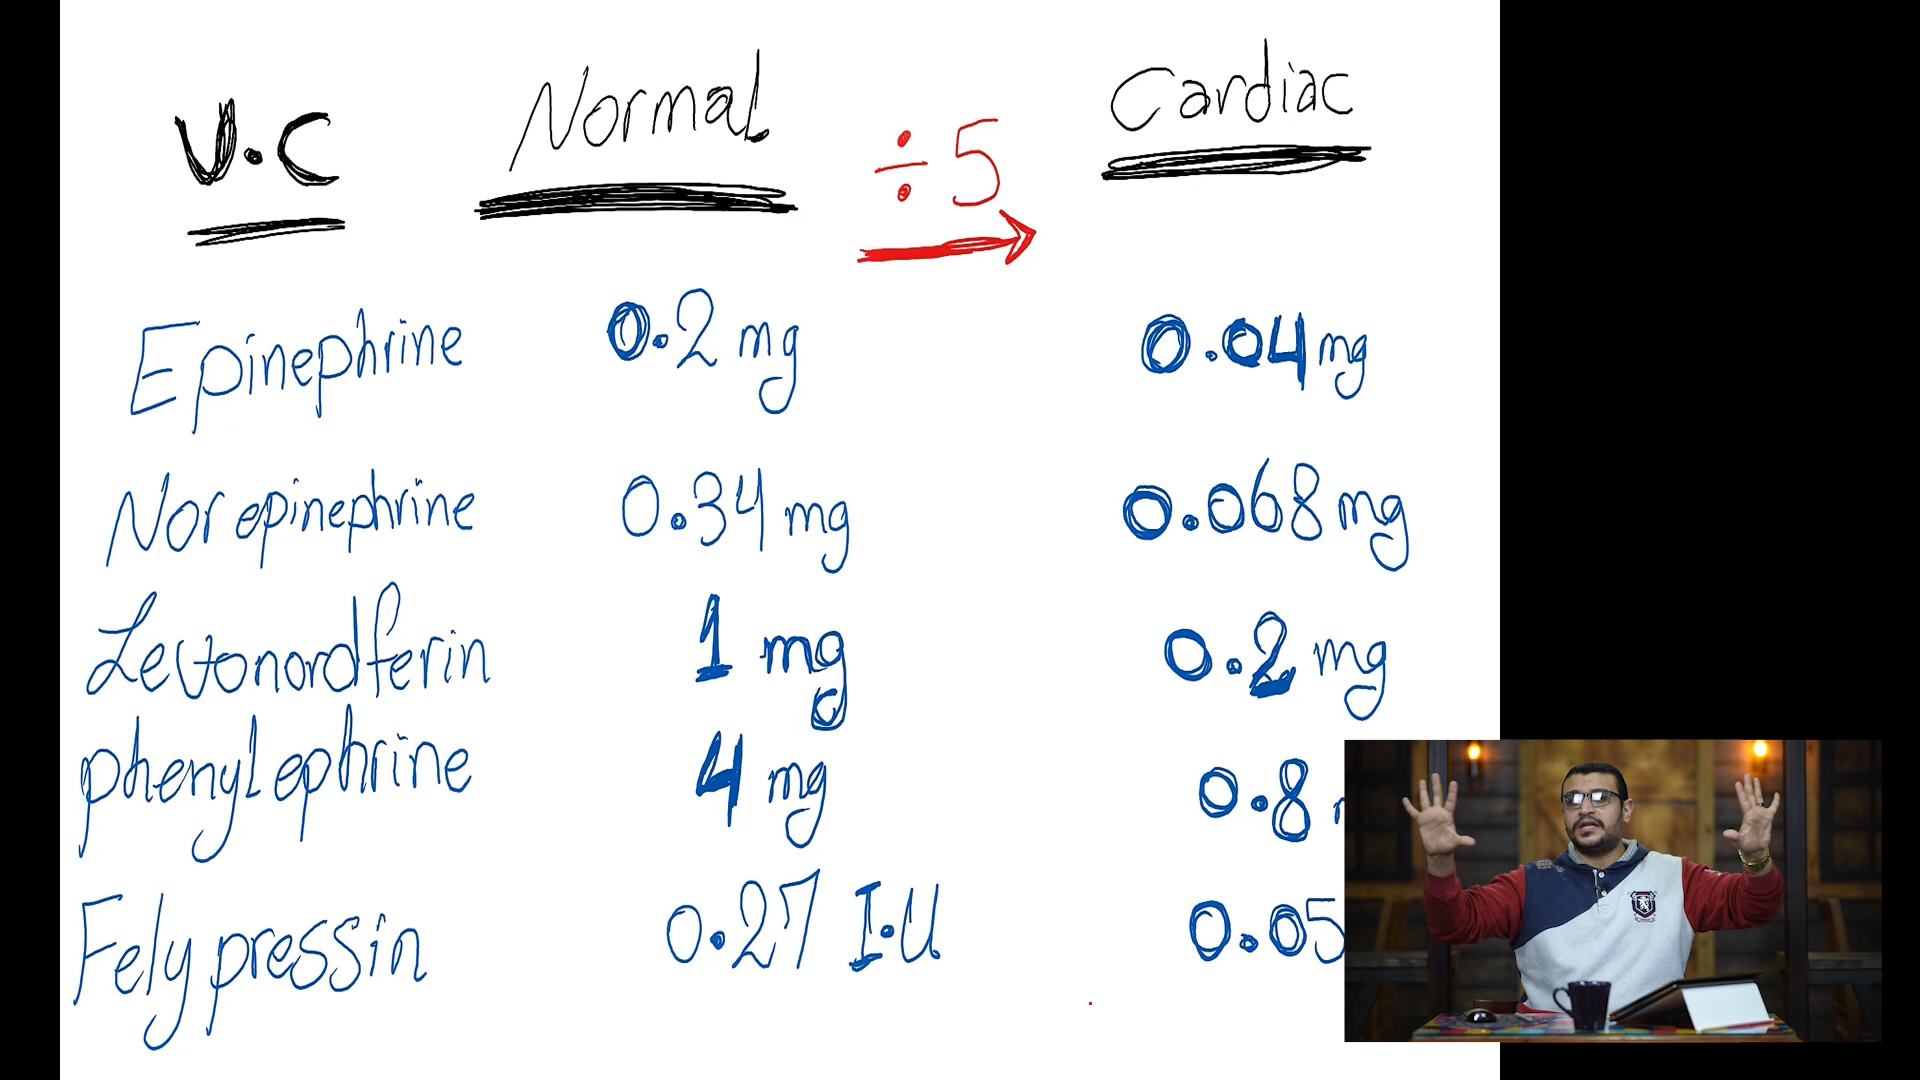 V.C Normal ÷5 Cardiac
Epinephrine 0.2 mg 0.04 mg
Norepinephrine 0.34 mg 0.068 mg
Levonordferin 1 mg 0.2 mg
phenylephrine 4 mg 0.8
Felypressin 0.27 I.U 0.05